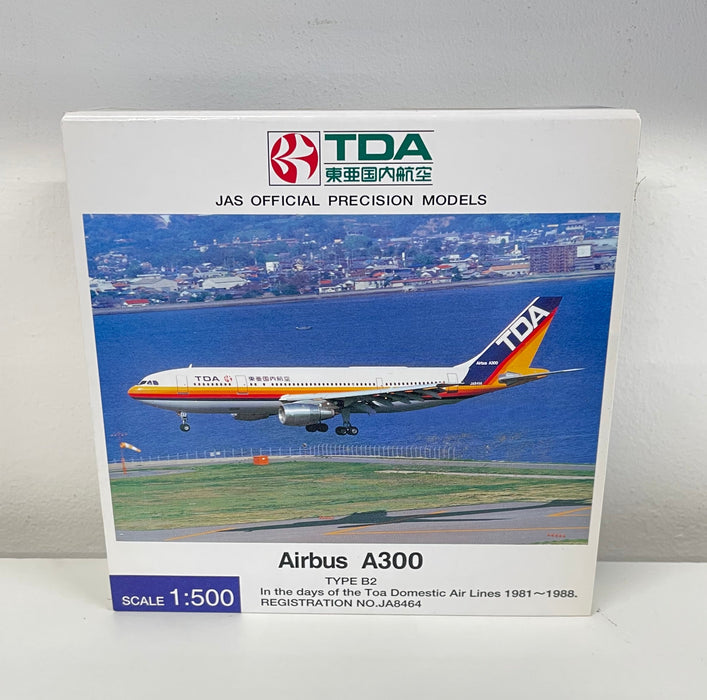 TDA
東亜国内航空
JAS OFFICIAL PRECISION MODELS
TDA
Airbus A300
TDA 東亜国内航空
Airbus A300
TYPE B2
SCALE 1:500
In the days of the Toa Domestic Air Lines 1981～1988.
REGISTRATION NO.JA8464